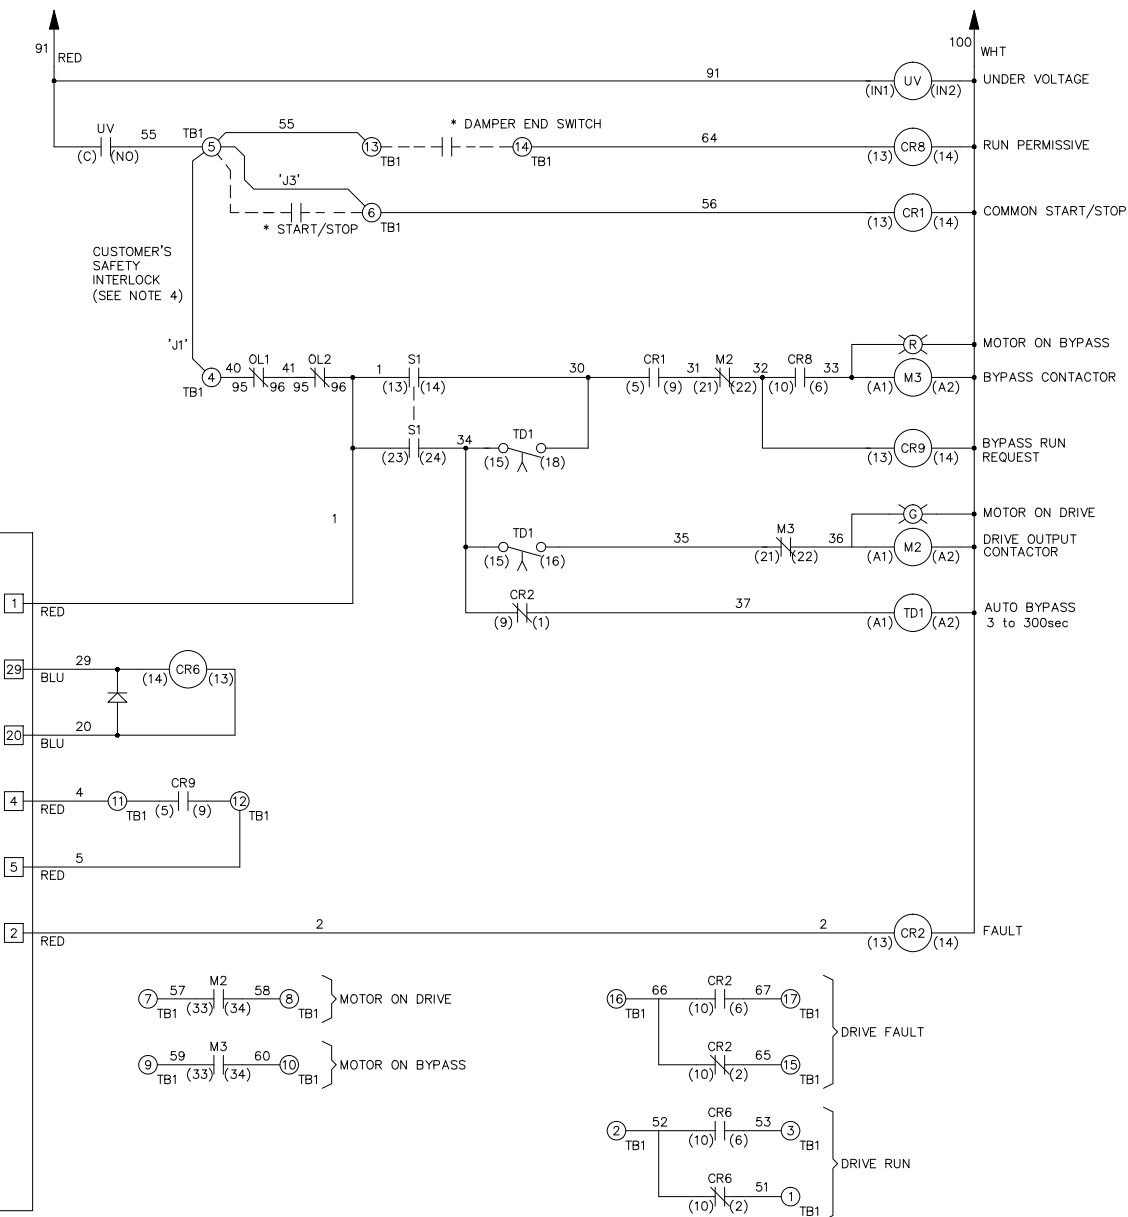 91
RED
100
WHT
91
(IN1)
UV
(IN2)
UNDER VOLTAGE
UV
55
(C)
(NO)
TB1
5
55
13
TB1
* DAMPER END SWITCH
14
TB1
64
(13)
CR8
(14)
RUN PERMISSIVE
'J3'
* START/STOP
6
TB1
56
(13)
CR1
(14)
COMMON START/STOP
CUSTOMER'S
SAFETY
INTERLOCK
(SEE NOTE 4)
'J1'
4
TB1
40
OL1
95
96
41
OL2
95
96
1
S1
(13)
(14)
30
CR1
(5)
(9)
31
M2
(21)
(22)
32
CR8
(10)
(6)
33
R
MOTOR ON BYPASS
(A1)
M3
(A2)
BYPASS CONTACTOR
S1
(23)
(24)
34
TD1
(15)
(18)
(13)
CR9
(14)
BYPASS RUN
REQUEST
1
TD1
(15)
(16)
35
M3
(21)
(22)
36
G
MOTOR ON DRIVE
(A1)
M2
(A2)
DRIVE OUTPUT
CONTACTOR
CR2
(9)
(1)
37
(A1)
TD1
(A2)
AUTO BYPASS
3 to 300sec
1
RED
29
BLU
29
(14)
CR6
(13)
20
BLU
20
4
RED
4
11
TB1
CR9
(5)
(9)
12
TB1
5
RED
5
2
RED
2
2
(13)
CR2
(14)
FAULT
7
TB1
57
M2
(33)
(34)
58
8
TB1
MOTOR ON DRIVE
9
TB1
59
M3
(33)
(34)
60
10
TB1
MOTOR ON BYPASS
16
TB1
66
CR2
(10)
(6)
67
17
TB1
CR2
(10)
(2)
65
15
TB1
DRIVE FAULT
2
TB1
52
CR6
(10)
(6)
53
3
TB1
CR6
(10)
(2)
51
1
TB1
DRIVE RUN